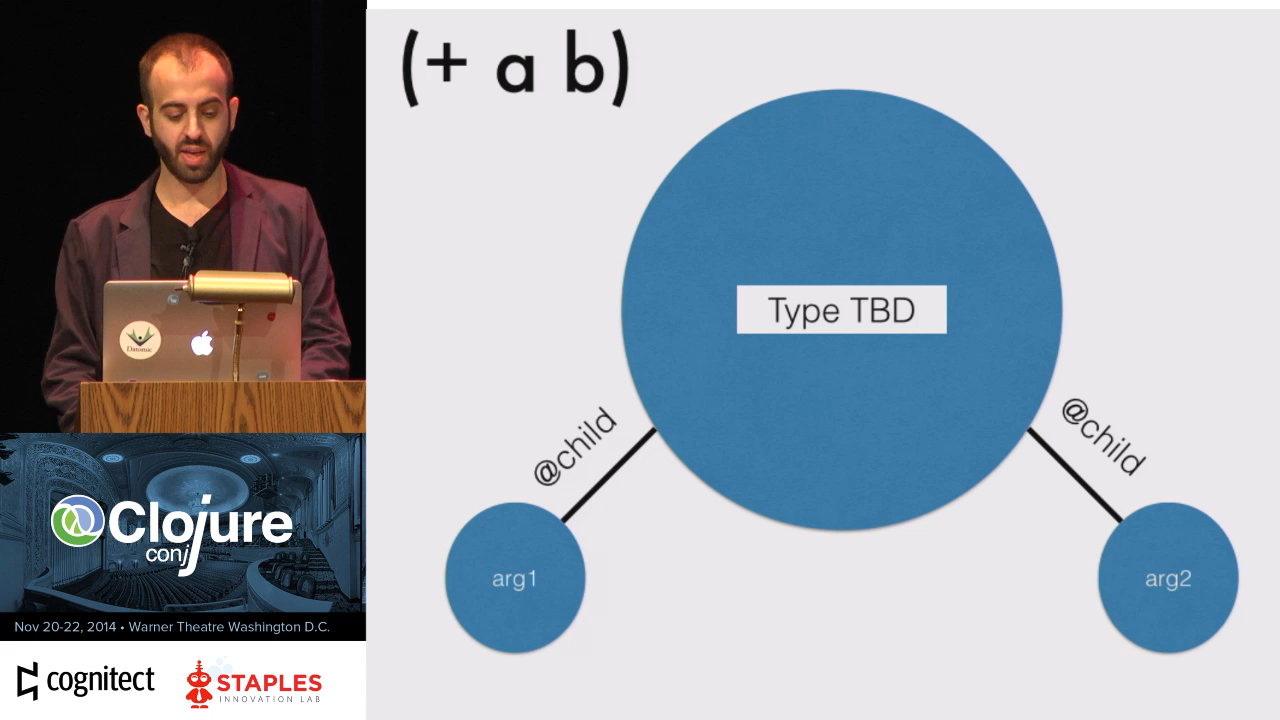 (+ a b)
Type TBD
@child
@child
arg1
arg2
Datomic
Clojure
conj
Nov 20-22, 2014 • Warner Theatre Washington D.C.
cognitect
STAPLES
INNOVATION LAB